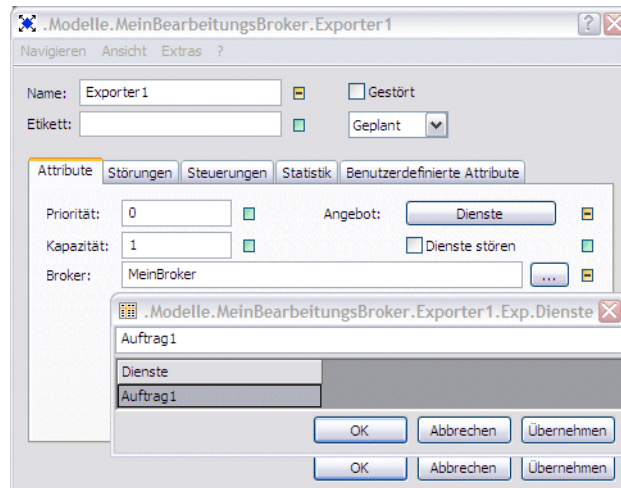 .Modelle.MeinBearbeitungsBroker.Exporter1
Navigieren Ansicht Extras ?
Name: Exporter1 Gestört
Etikett: Geplant
Attribute Störungen Steuerungen Statistik Benutzerdefinierte Attribute
Priorität: 0 Angebot: Dienste
Kapazität: 1 Dienste stören
Broker: MeinBroker ...
.Modelle.MeinBearbeitungsBroker.Exporter1.Exp.Dienste
Auftrag1
Dienste
Auftrag1
OK Abbrechen Übernehmen
OK Abbrechen Übernehmen